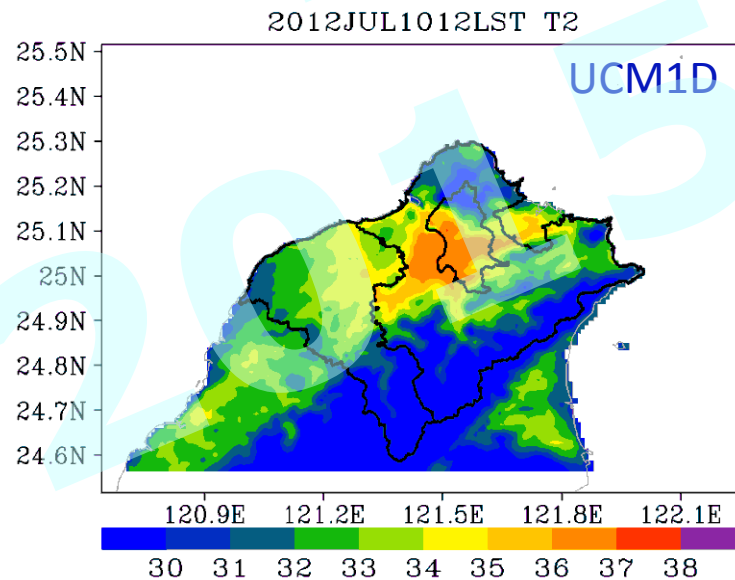 2012JUL1012LST T2
UCM1D
25.5N
25.4N
25.3N
25.2N
25.1N
25N
24.9N
24.8N
24.7N
24.6N
120.9E 121.2E 121.5E 121.8E 122.1E
30 31 32 33 34 35 36 37 38
2015